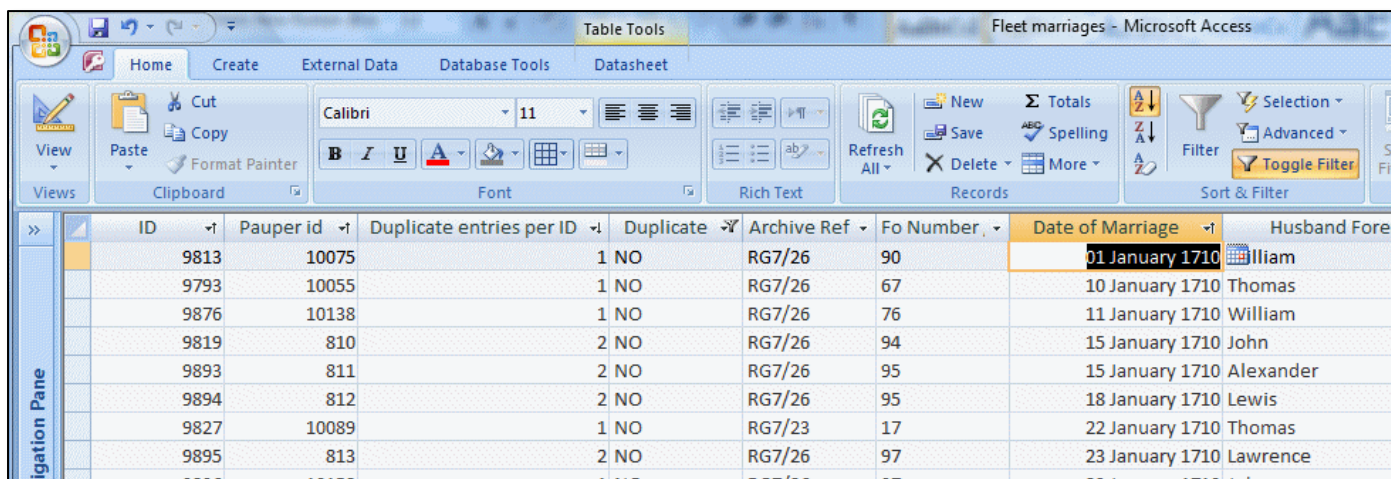 Table Tools Fleet marriages - Microsoft Access
Home Create External Data Database Tools Datasheet
Cut Calibri 11 New Σ Totals Selection
Copy Save Spelling Advanced
View Paste Format Painter B I U A Refresh All Delete More Filter Toggle Filter
Views Clipboard Font Rich Text Records Sort & Filter
ID Pauper id Duplicate entries per ID Duplicate Archive Ref Fo Number Date of Marriage Husband Fore
9813 10075 1 NO RG7/26 90 01 January 1710 illiam
9793 10055 1 NO RG7/26 67 10 January 1710 Thomas
9876 10138 1 NO RG7/26 76 11 January 1710 William
9819 810 2 NO RG7/26 94 15 January 1710 John
9893 811 2 NO RG7/26 95 15 January 1710 Alexander
9894 812 2 NO RG7/26 95 18 January 1710 Lewis
9827 10089 1 NO RG7/23 17 22 January 1710 Thomas
9895 813 2 NO RG7/26 97 23 January 1710 Lawrence
igation Pane